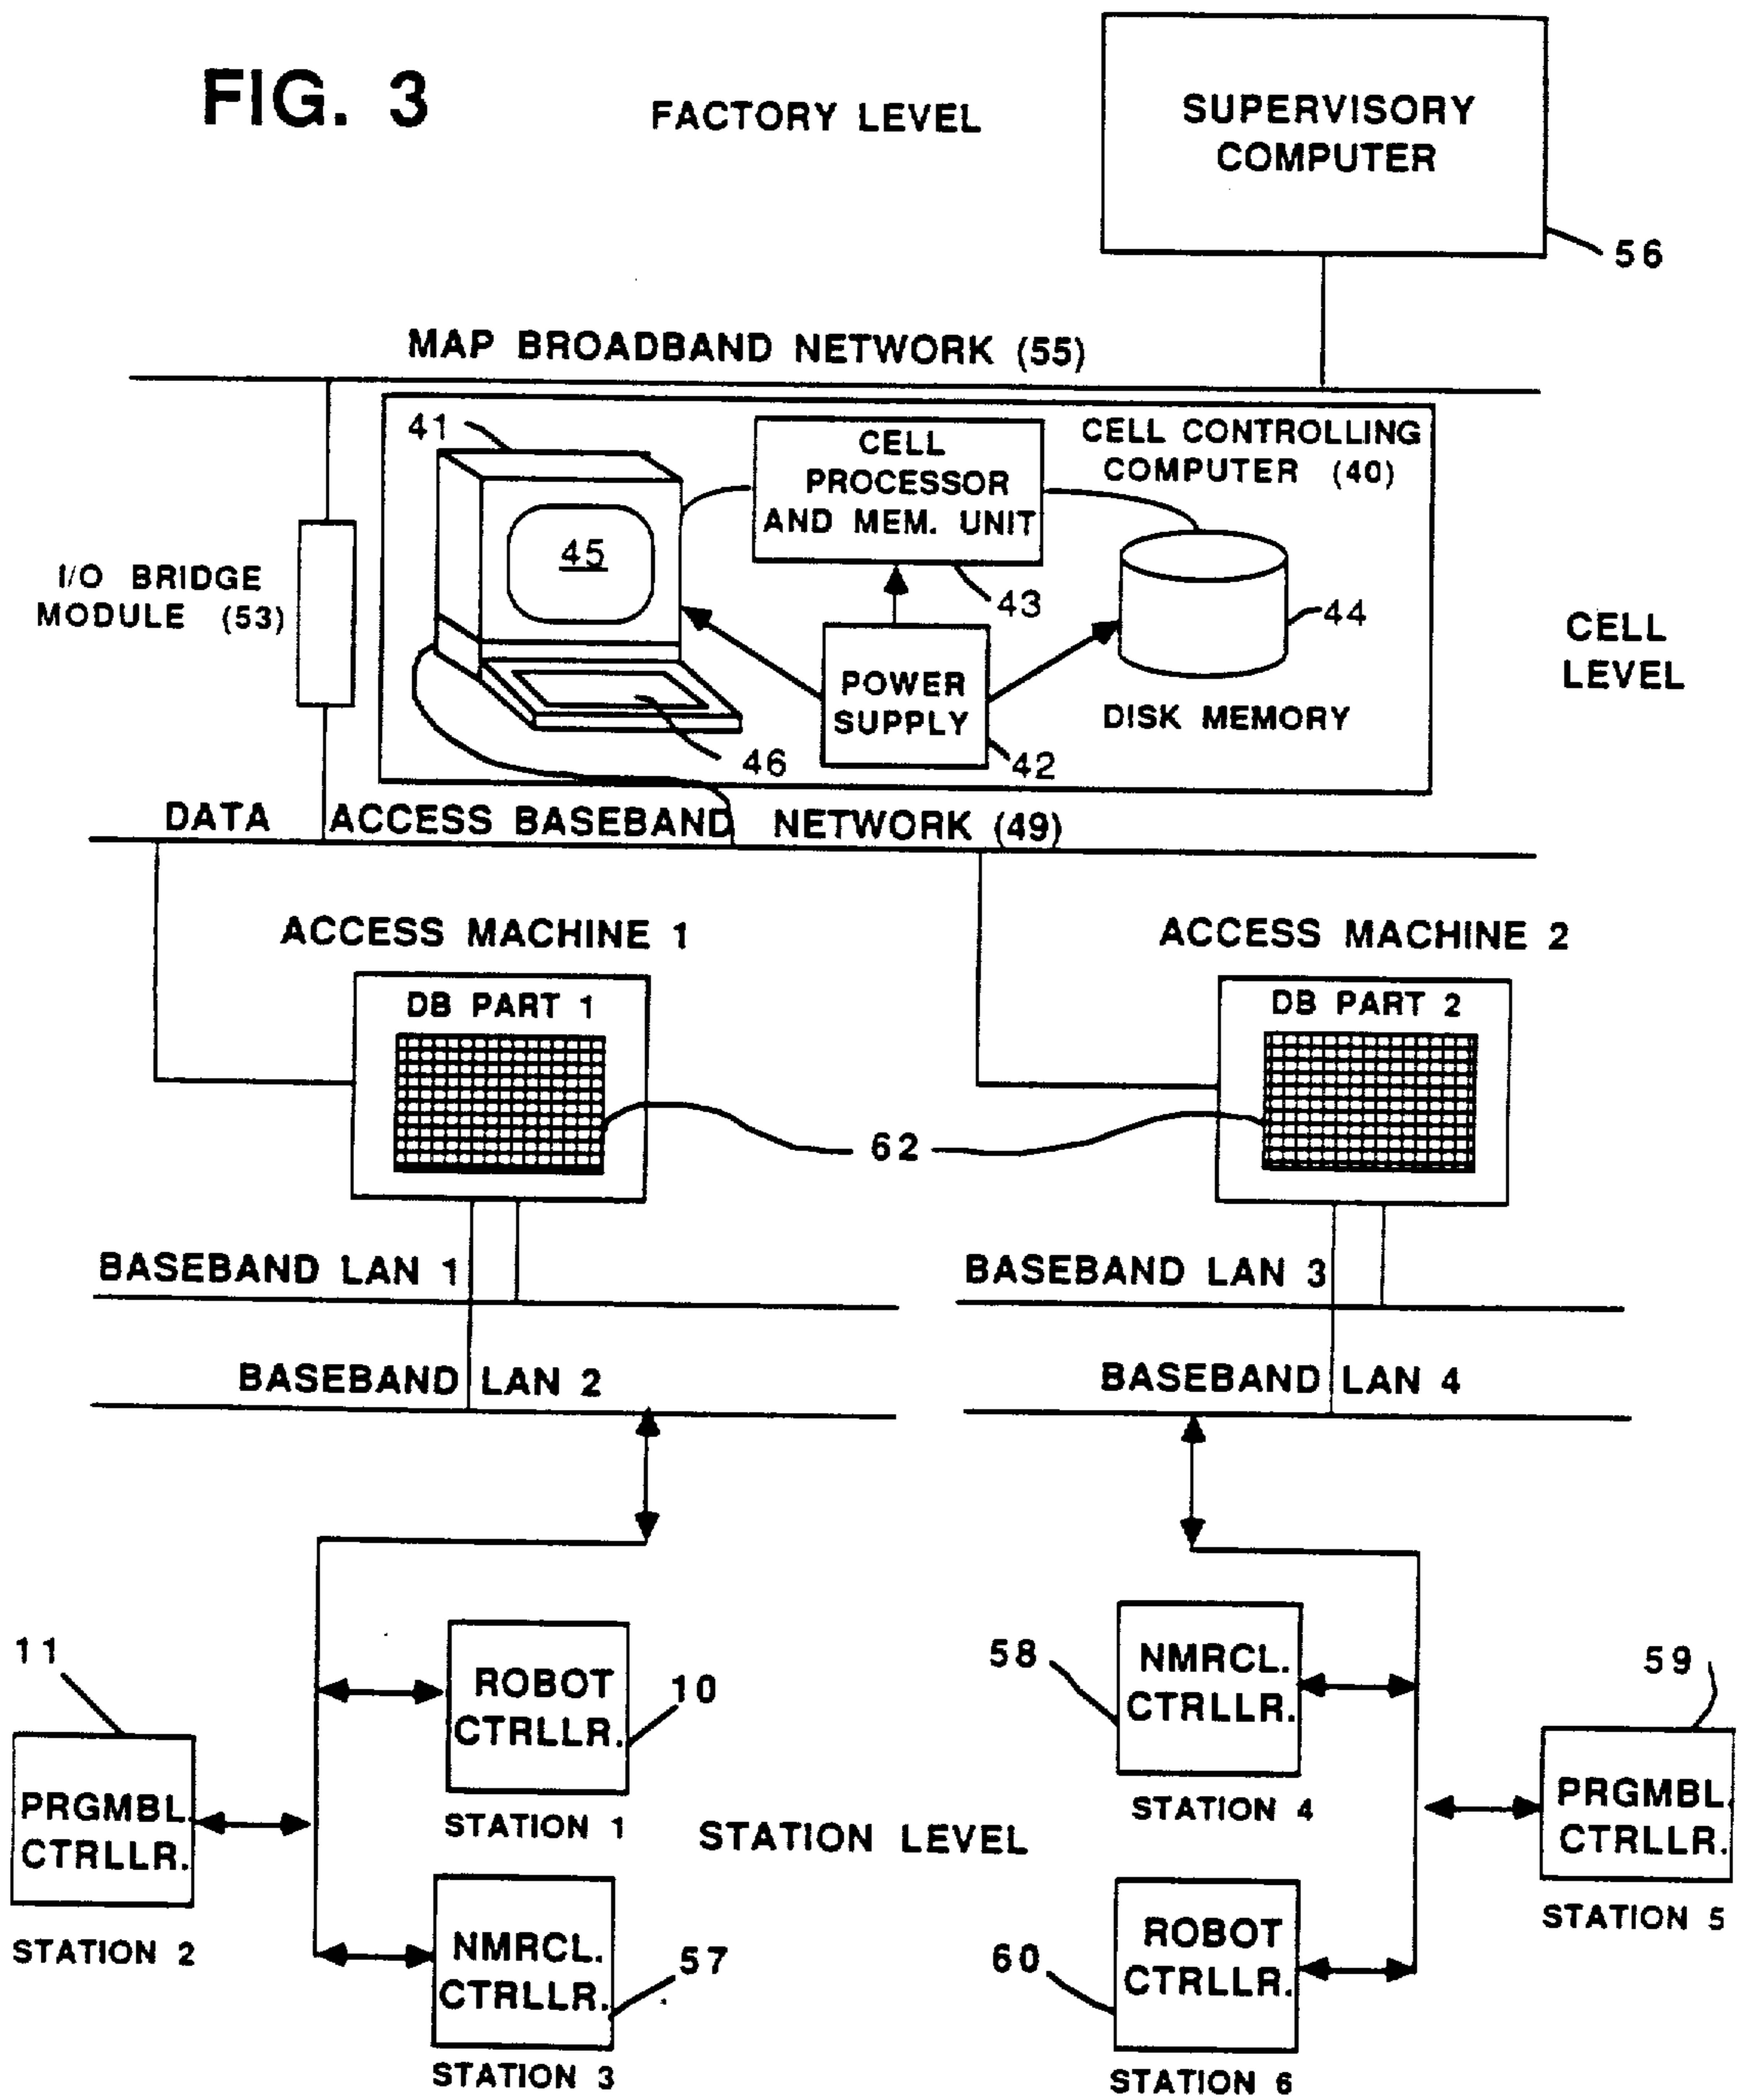 FIG. 3
FACTORY LEVEL
SUPERVISORY
COMPUTER
56
MAP BROADBAND NETWORK (55)
41
CELL
PROCESSOR
AND MEM. UNIT
CELL CONTROLLING
COMPUTER (40)
45
I/O BRIDGE
MODULE (53)
43
44
CELL
LEVEL
POWER
SUPPLY
DISK MEMORY
46
42
DATA ACCESS BASEBAND NETWORK (49)
ACCESS MACHINE 1
ACCESS MACHINE 2
DB PART 1
DB PART 2
62
BASEBAND LAN 1
BASEBAND LAN 3
BASEBAND LAN 2
BASEBAND LAN 4
11
ROBOT
CTRLLR.
10
58
NMRCL.
CTRLLR.
59
PRGMBL.
CTRLLR.
STATION 1
STATION LEVEL
STATION 4
PRGMBL.
CTRLLR.
STATION 2
NMRCL.
CTRLLR.
57
60
ROBOT
CTRLLR.
STATION 5
STATION 3
STATION 6